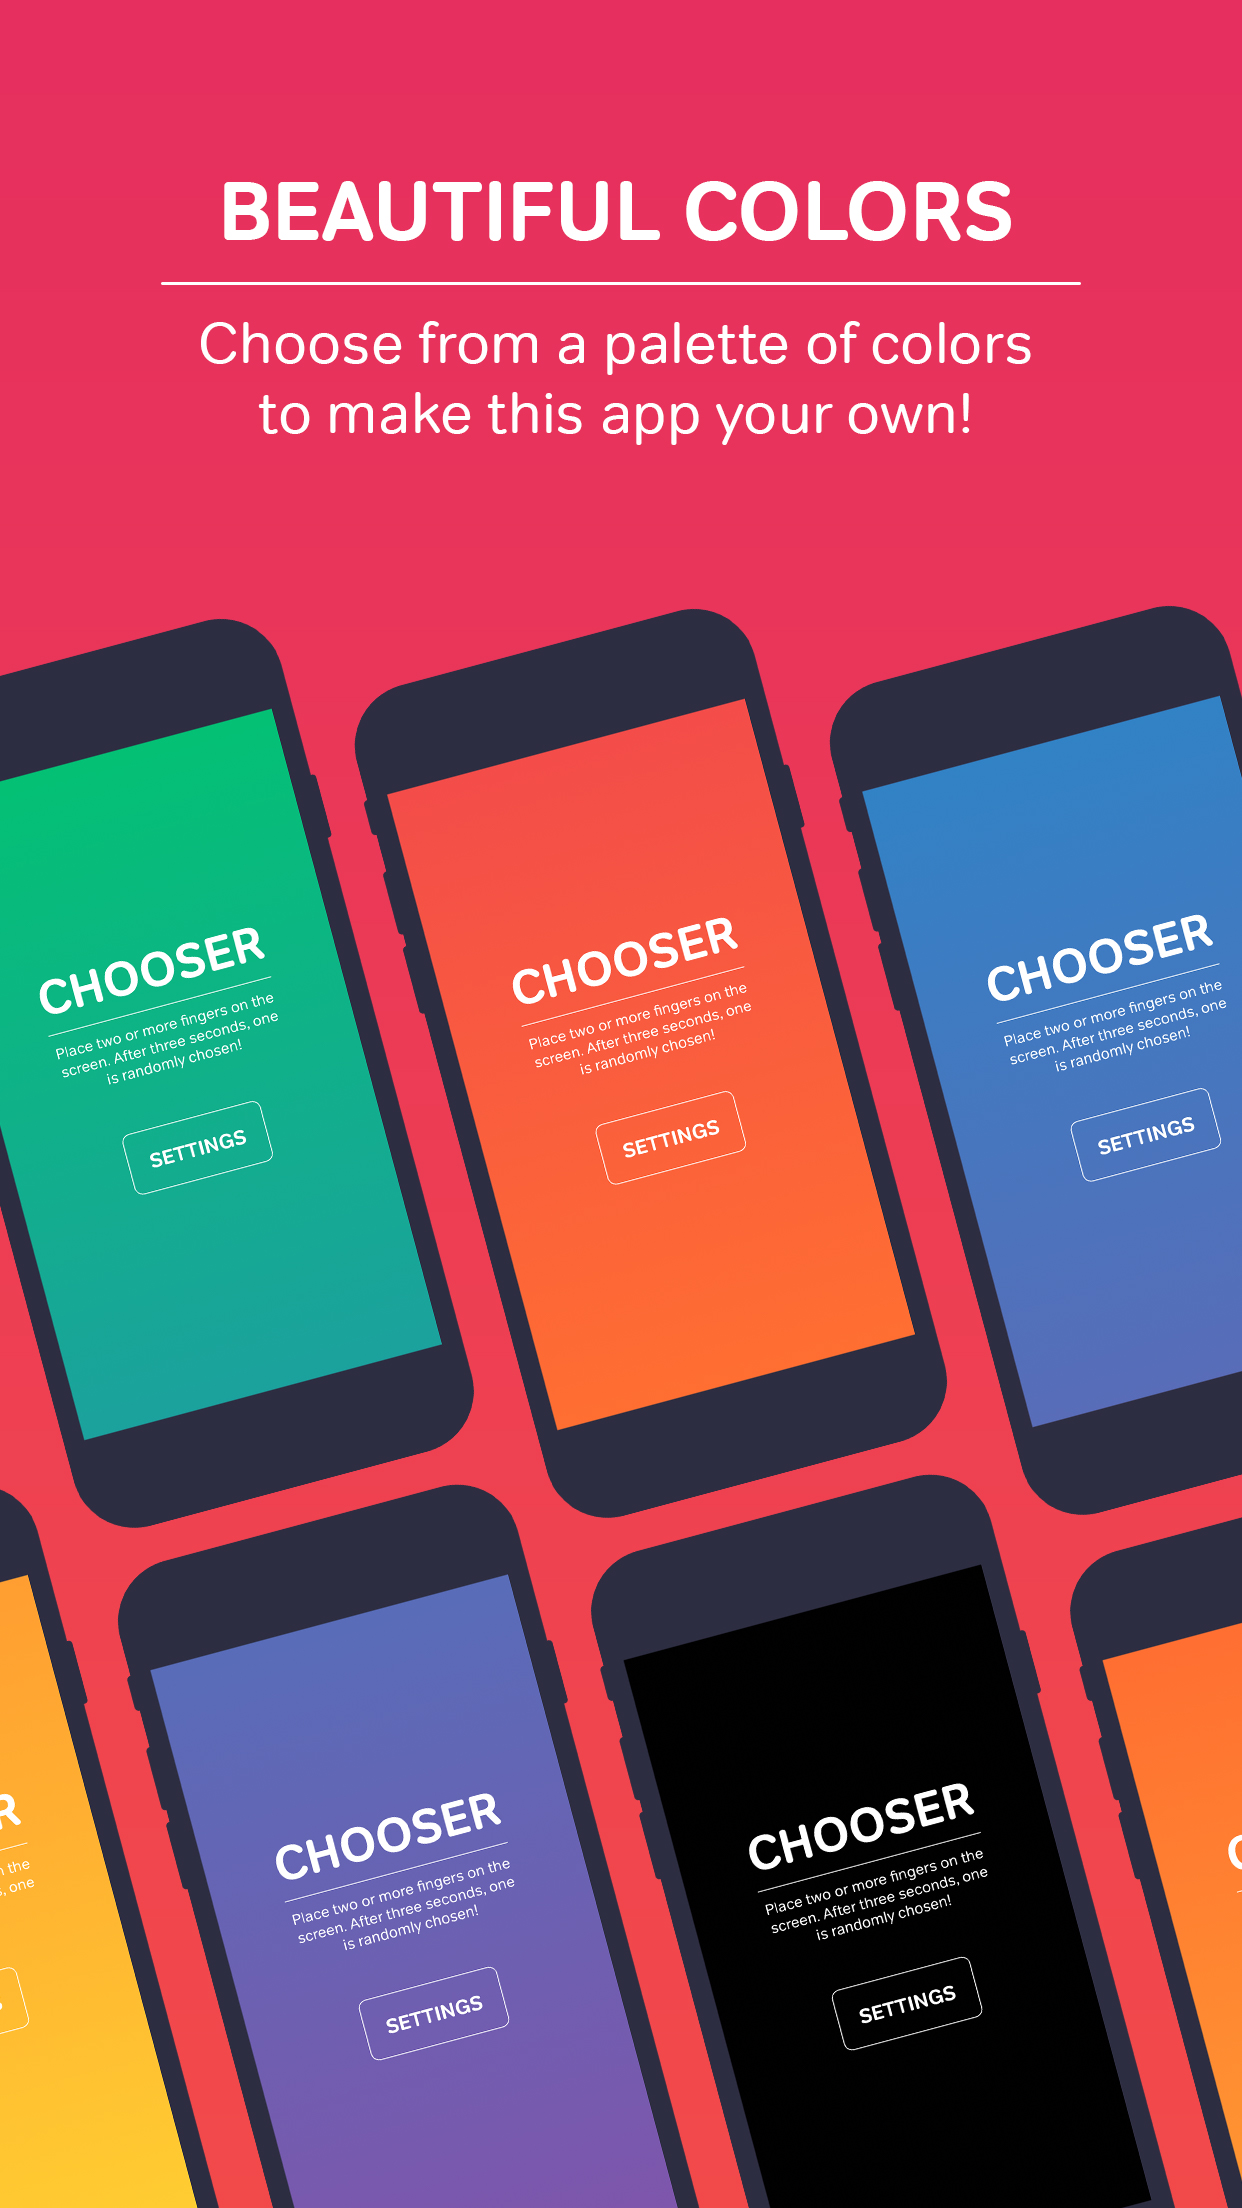 BEAUTIFUL COLORS
Choose from a palette of colors
to make this app your own!
CHOOSER
Place two or more fingers on the
screen. After three seconds, one
is randomly chosen!
SETTINGS
CHOOSER
Place two or more fingers on the
screen. After three seconds, one
is randomly chosen!
SETTINGS
CHOOSER
Place two or more fingers on the
screen. After three seconds, one
is randomly chosen!
SETTINGS
R
the
one
CHOOSER
Place two or more fingers on the
screen. After three seconds, one
is randomly chosen!
SETTINGS
CHOOSER
Place two or more fingers on the
screen. After three seconds, one
is randomly chosen!
SETTINGS